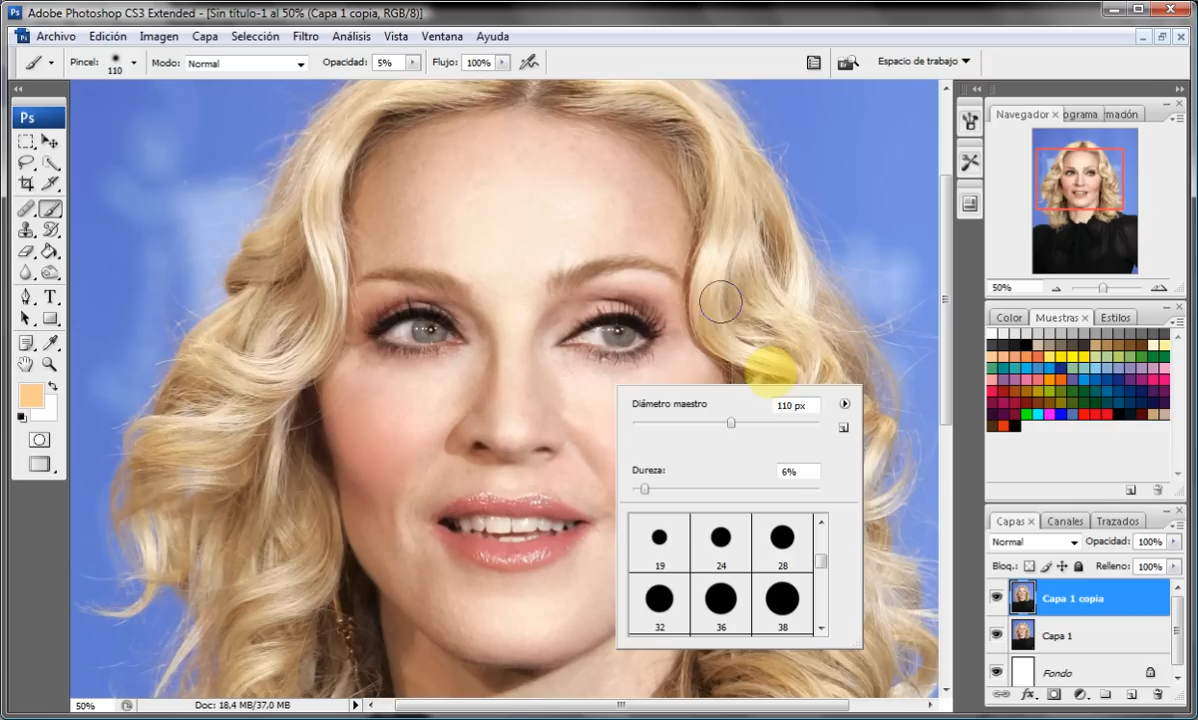 Adobe Photoshop CS3 Extended - [Sin título-1 al 50% (Capa 1 copia, RGB/8)]
Archivo Edición Imagen Capa Selección Filtro Análisis Vista Ventana Ayuda
Pincel: 110 Modo: Normal Opacidad: 5% Flujo: 100% Espacio de trabajo
Ps
Navegador × ograma mación
50%
Color Muestras × Estilos
Diámetro maestro 110 px
Dureza: 6%
19 24 28
32 36 38
Capas × Canales Trazados
Normal Opacidad: 100%
Bloq.: Relleno: 100%
Capa 1 copia
Capa 1
Fondo
50% Doc: 18,4 MB/37,0 MB